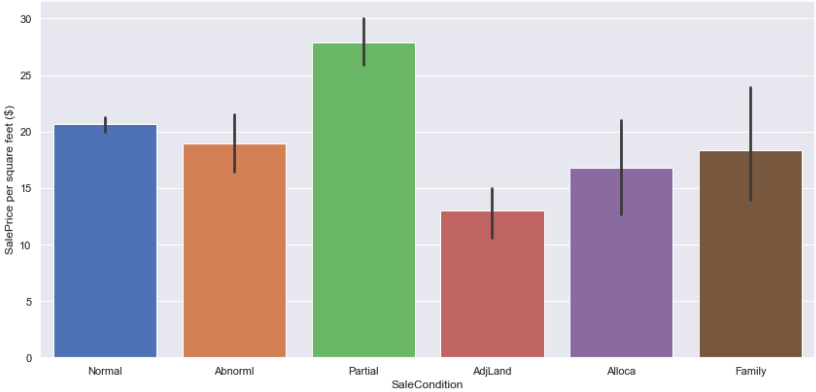 SalePrice per square feet ($)
30
25
20
15
10
5
0
Normal Abnorml Partial AdjLand Alloca Family
SaleCondition